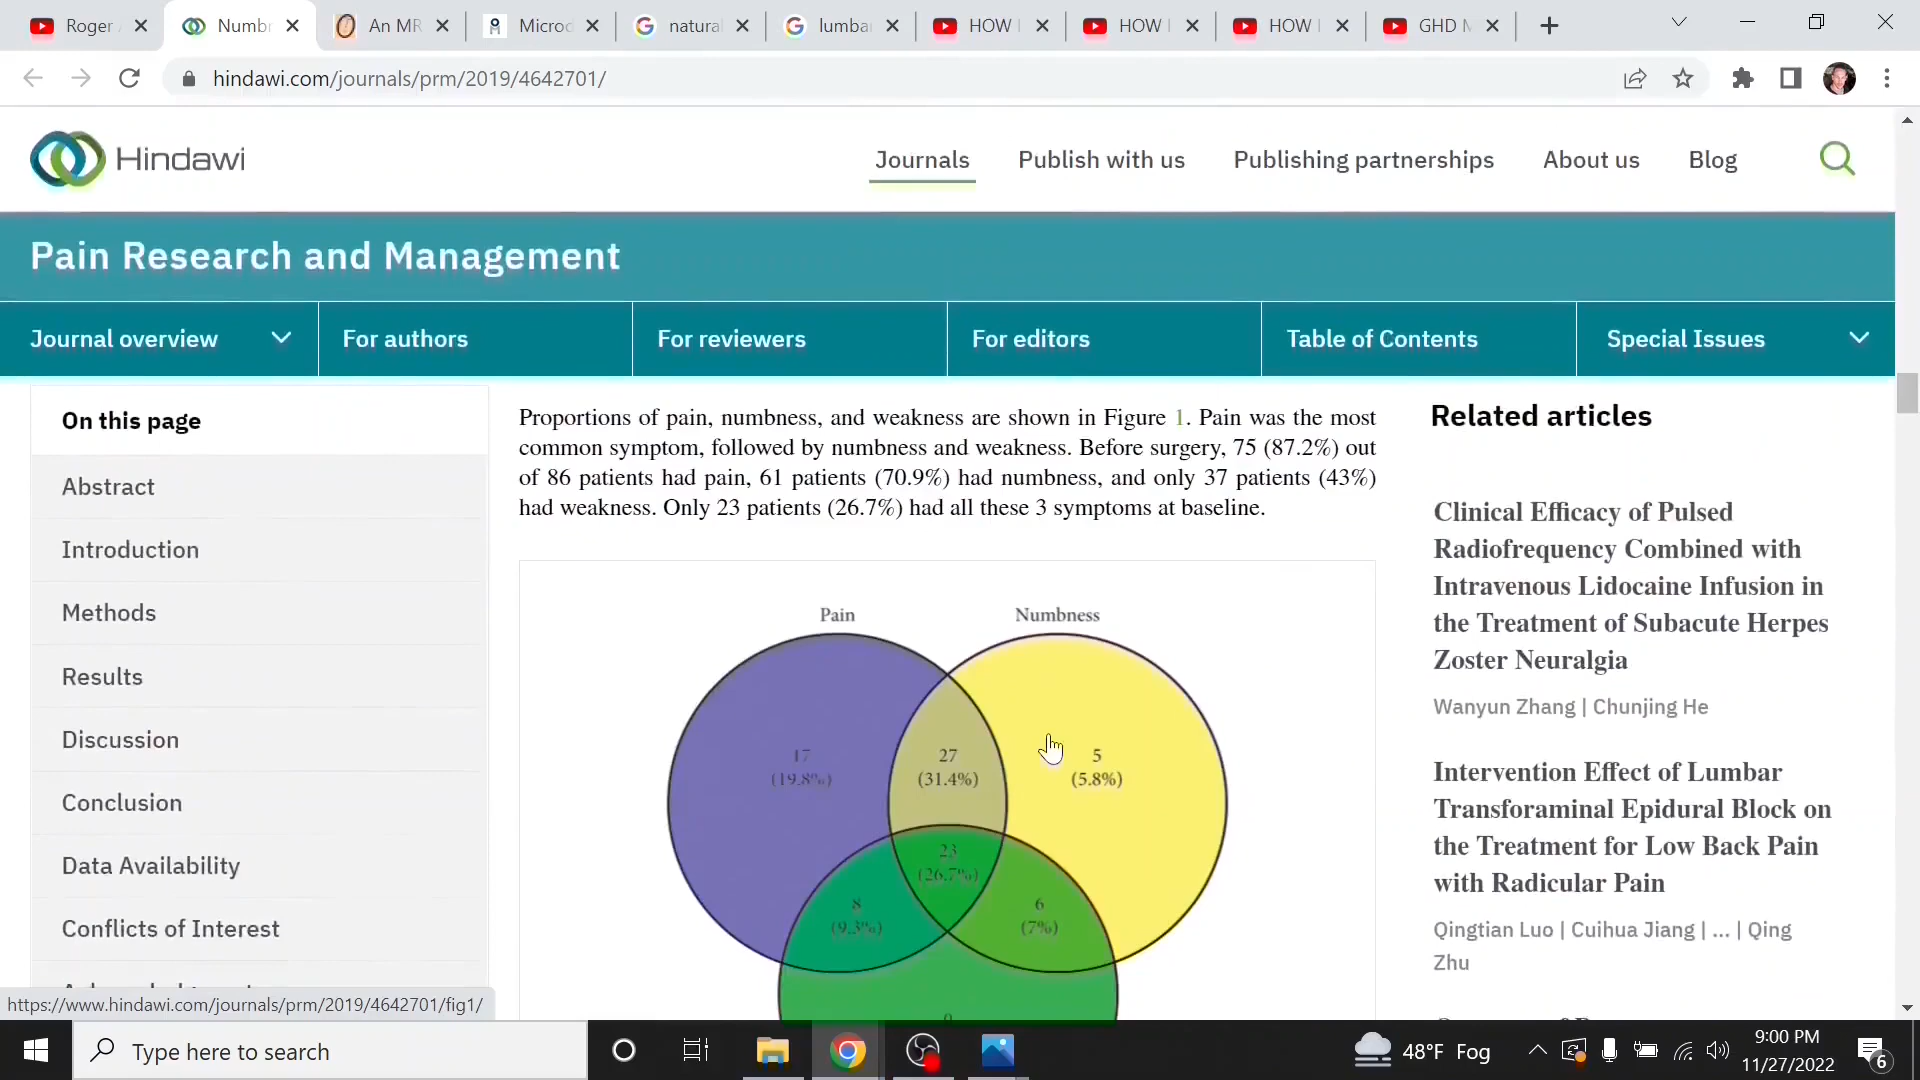 Roger
Numbr
An MR
Microd
natural
lumbar
HOW
HOW
HOW
GHD
hindawi.com/journals/prm/2019/4642701/
Hindawi
Journals
Publish with us
Publishing partnerships
About us
Blog
Pain Research and Management
Journal overview
For authors
For reviewers
For editors
Table of Contents
Special Issues
On this page
Abstract
Introduction
Methods
Results
Discussion
Conclusion
Data Availability
Conflicts of Interest
Proportions of pain, numbness, and weakness are shown in Figure 1. Pain was the most
common symptom, followed by numbness and weakness. Before surgery, 75 (87.2%) out
of 86 patients had pain, 61 patients (70.9%) had numbness, and only 37 patients (43%)
had weakness. Only 23 patients (26.7%) had all these 3 symptoms at baseline.
Pain
Numbness
17
(19.8%)
27
(31.4%)
5
(5.8%)
23
(26.7%)
8
(9.3%)
6
(7%)
Related articles
Clinical Efficacy of Pulsed
Radiofrequency Combined with
Intravenous Lidocaine Infusion in
the Treatment of Subacute Herpes
Zoster Neuralgia
Wanyun Zhang | Chunjing He
Intervention Effect of Lumbar
Transforaminal Epidural Block on
the Treatment for Low Back Pain
with Radicular Pain
Qingtian Luo | Cuihua Jiang | ... | Qing
Zhu
https://www.hindawi.com/journals/prm/2019/4642701/fig1/
Type here to search
48°F Fog
9:00 PM
11/27/2022
6